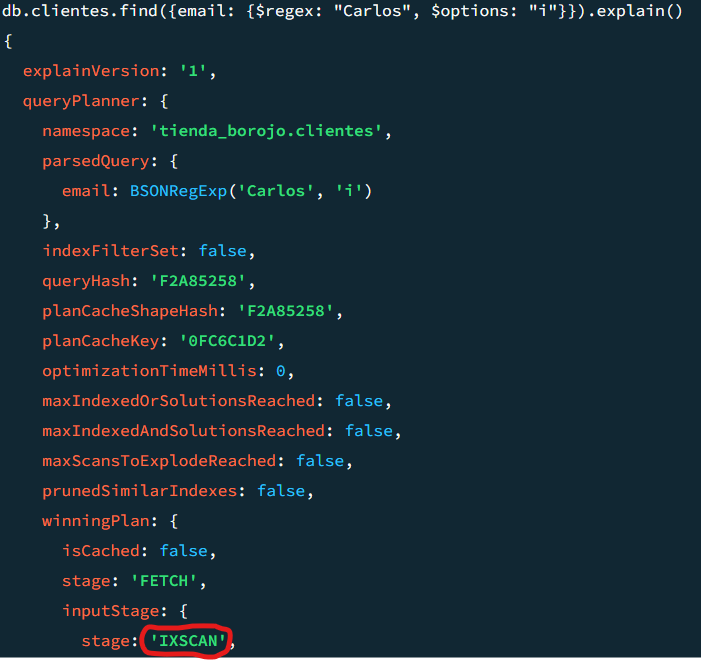 db.clientes.find({email: {$regex: "Carlos", $options: "i"}}).explain()
{
explainVersion: '1',
queryPlanner: {
namespace: 'tienda_borojo.clientes',
parsedQuery: {
email: BSONRegExp('Carlos', 'i')
},
indexFilterSet: false,
queryHash: 'F2A85258',
planCacheShapeHash: 'F2A85258',
planCacheKey: '0FC6C1D2',
optimizationTimeMillis: 0,
maxIndexedOrSolutionsReached: false,
maxIndexedAndSolutionsReached: false,
maxScansToExplodeReached: false,
prunedSimilarIndexes: false,
winningPlan: {
isCached: false,
stage: 'FETCH',
inputStage: {
stage: 'IXSCAN',